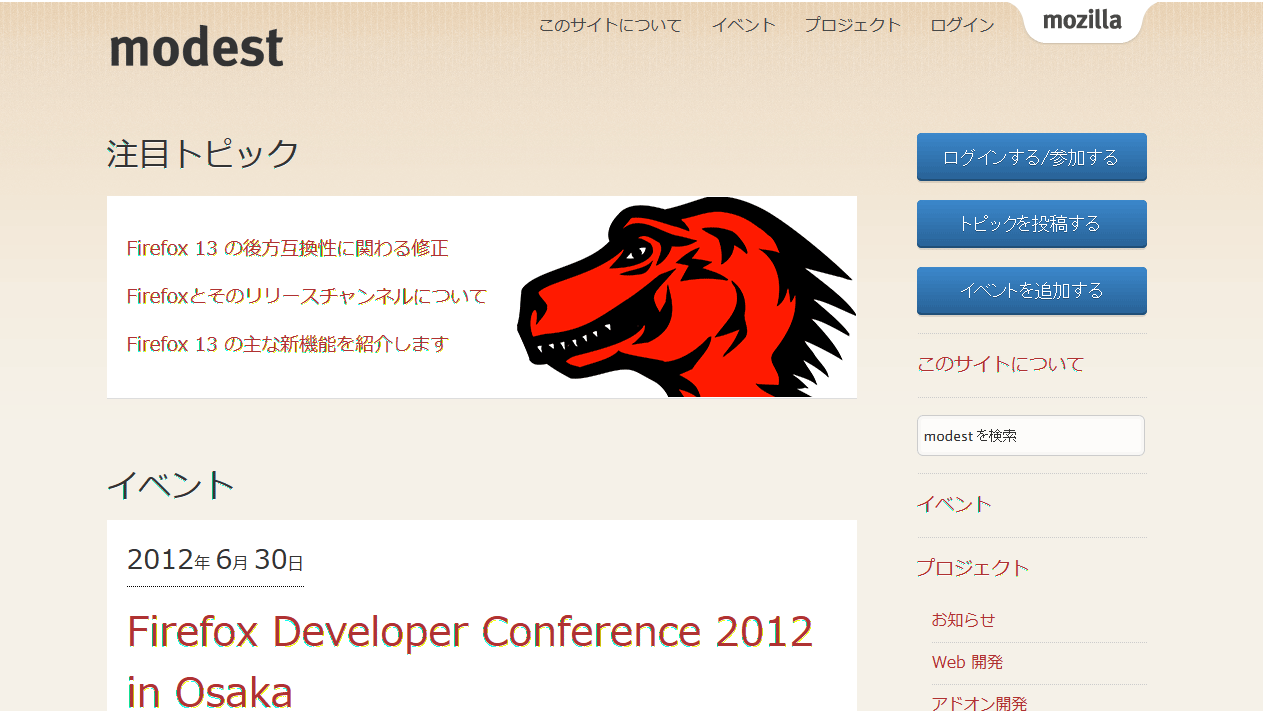 modest
このサイトについて イベント プロジェクト ログイン
mozilla
注目トピック
Firefox 13 の後方互換性に関わる修正
Firefoxとそのリリースチャンネルについて
Firefox 13 の主な新機能を紹介します
イベント
2012年 6月 30日
Firefox Developer Conference 2012
in Osaka
ログインする/参加する
トピックを投稿する
イベントを追加する
このサイトについて
modest を検索
イベント
プロジェクト
お知らせ
Web 開発
アドオン開発